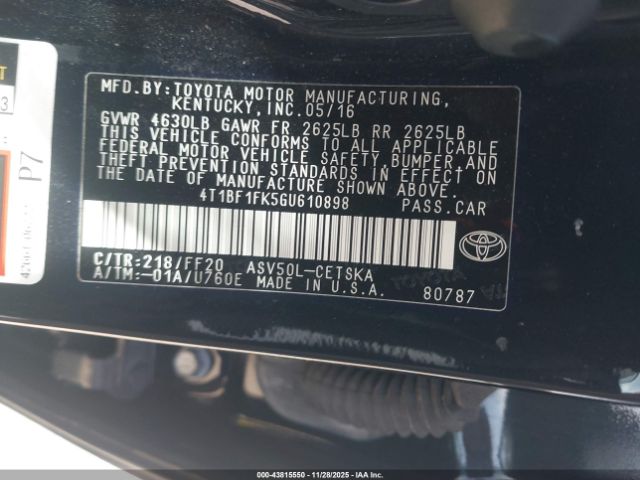 MFD.BY:TOYOTA MOTOR MANUFACTURING,
KENTUCKY,INC.05/16
GVWR 4630LB GAWR FR 2625LB RR 2625LB
THIS VEHICLE CONFORMS TO ALL APPLICABLE
FEDERAL MOTOR VEHICLE SAFETY,BUMPER,AND
THEFT PREVENTION STANDARDS IN EFFECT
THE DATE OF MANUFACTURE SHOWN ABOVE.
4T1BF1FK5GU610898 PASS.CAR
C/TR:218/FF20 ASV50L-CETSKA
A/TM:-01A/U760E MADE IN U.S.A. 80787
P7
000-43815550 | 11/28/2025 - IAAI.COM